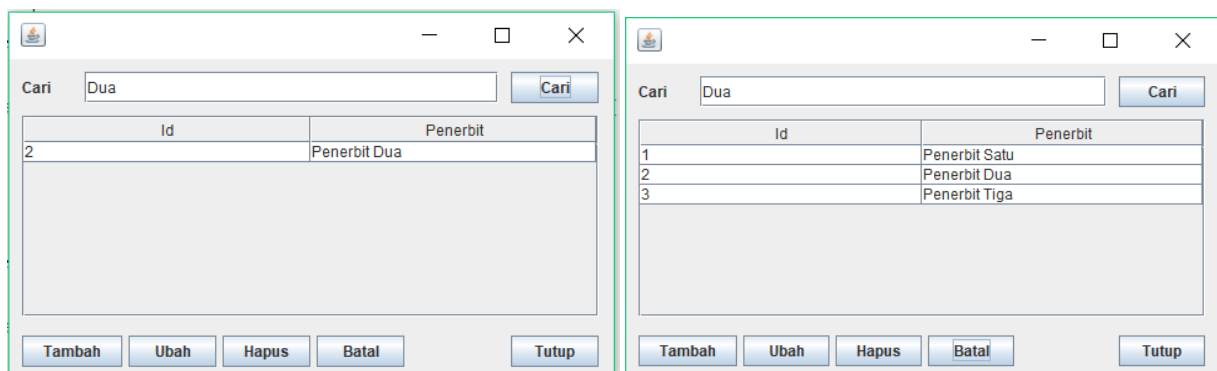 Cari Dua Cari
Id Penerbit
2 Penerbit Dua
Tambah Ubah Hapus Batal Tutup
Cari Dua Cari
Id Penerbit
1 Penerbit Satu
2 Penerbit Dua
3 Penerbit Tiga
Tambah Ubah Hapus Batal Tutup